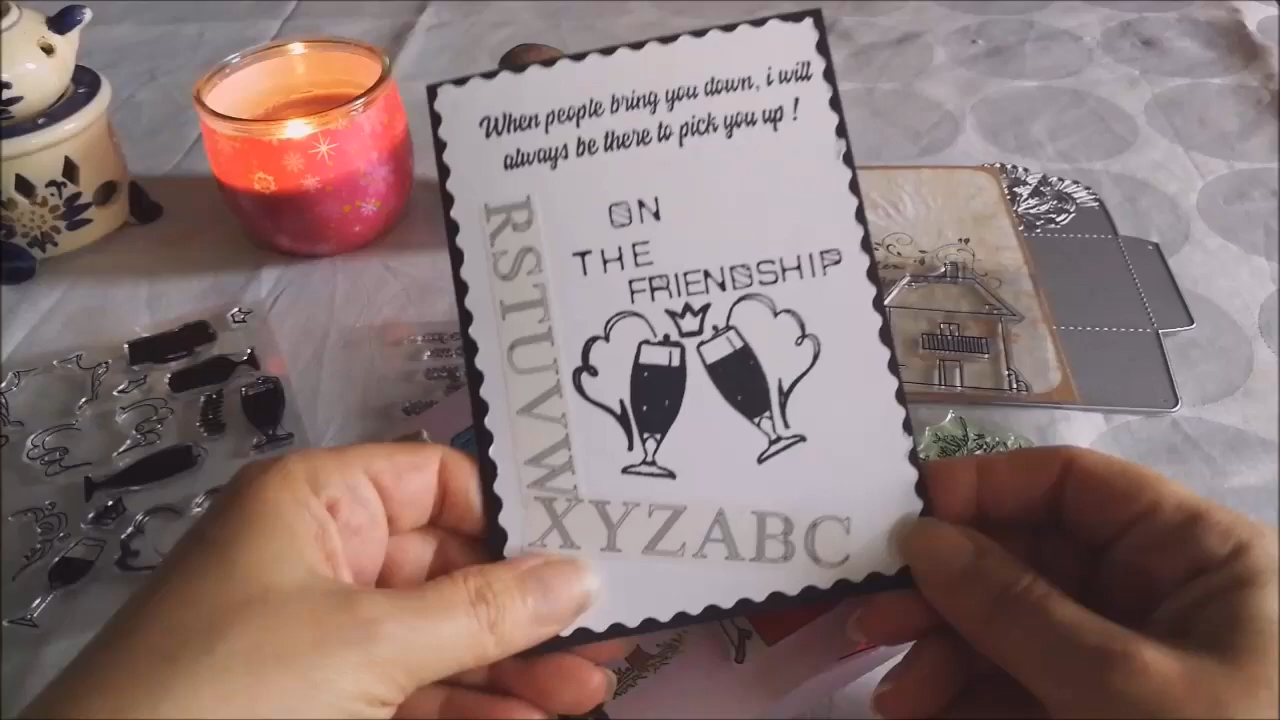 When people bring you down, i will
always be there to pick you up !
ON
THE
FRIENDSHIP
RSTUVW
XYZABC